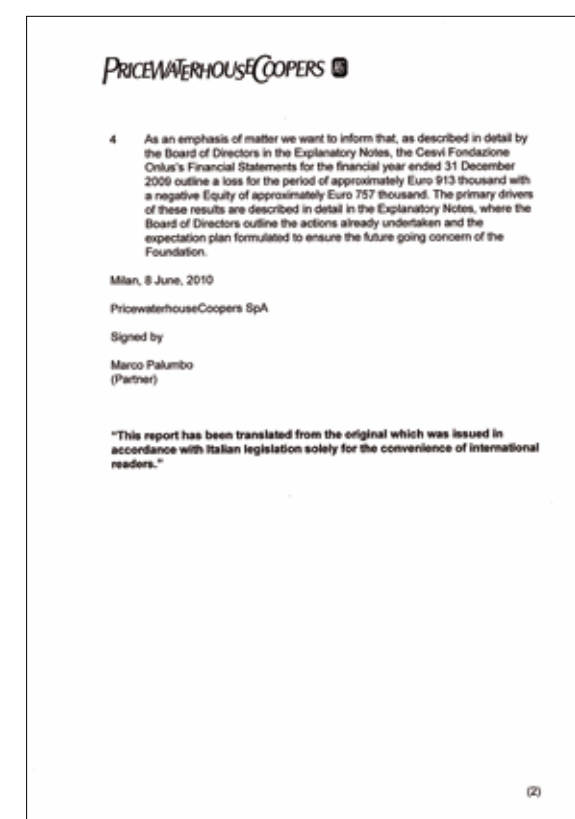 PRICEWATERHOUSECOOPERS
4 As an emphasis of matter we want to inform that, as described in detail by
the Board of Directors in the Explanatory Notes, the Cesvi Fondazione
Onlus's Financial Statements for the financial year ended 31 December
2009 outline a loss for the period of approximately Euro 913 thousand with
a negative Equity of approximately Euro 757 thousand. The primary drivers
of these results are described in detail in the Explanatory Notes, where the
Board of Directors outline the actions already undertaken and the
expectation plan formulated to ensure the future going concern of the
Foundation.
Milan, 8 June, 2010
PricewaterhouseCoopers SpA
Signed by
Marco Palumbo
(Partner)
"This report has been translated from the original which was issued in
accordance with Italian legislation solely for the convenience of international
readers."
(2)